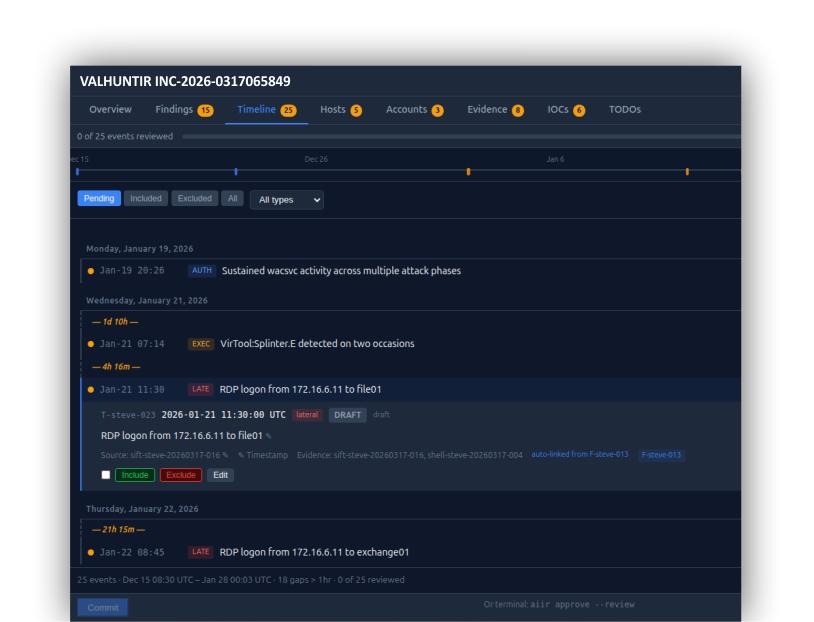 VALHUNTIR INC-2026-0317065849
Overview Findings 15 Timeline 25 Hosts 5 Accounts 3 Evidence 8 IOCs 6 TODOs
0 of 25 events reviewed
ec 15 Dec 26 Jan 6
Pending Included Excluded All All types
Monday, January 19, 2026
Jan-19 20:26 AUTH Sustained wacsvc activity across multiple attack phases
Wednesday, January 21, 2026
— 1d 10h —
Jan-21 07:14 EXEC VirTool:Splinter.E detected on two occasions
— 4h 16m —
Jan-21 11:30 LATE RDP logon from 172.16.6.11 to file01
T-steve-023 2026-01-21 11:30:00 UTC lateral DRAFT draft
RDP logon from 172.16.6.11 to file01 ✎
Source: sift-steve-20260317-016 ✎ ✎ Timestamp Evidence: sift-steve-20260317-016, shell-steve-20260317-004 auto-linked from F-steve-013 F-steve-013
Include Exclude Edit
Thursday, January 22, 2026
— 21h 15m —
Jan-22 08:45 LATE RDP logon from 172.16.6.11 to exchange01
25 events · Dec 15 08:30 UTC – Jan 28 00:03 UTC · 18 gaps > 1hr · 0 of 25 reviewed
Commit Or terminal: aiir approve --review